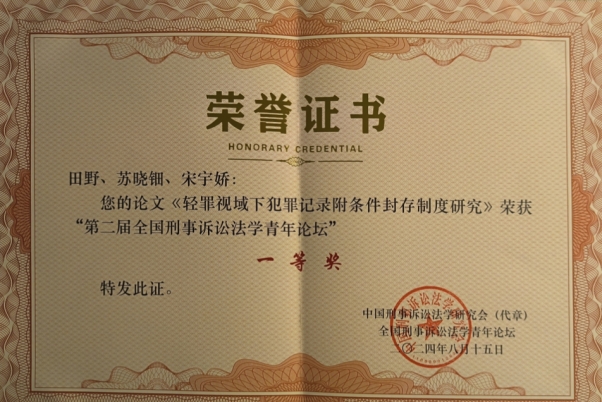 荣誉证书
HONORARY CREDENTIAL
田野、苏晓钿、宋宇娇：
您的论文《轻罪视域下犯罪记录附条件封存制度研究》荣获
“第二届全国刑事诉讼法学青年论坛”
一等奖
特发此证。
中国刑事诉讼法学研究会（代章）
全国刑事诉讼法学青年论坛
二〇二四年八月十五日